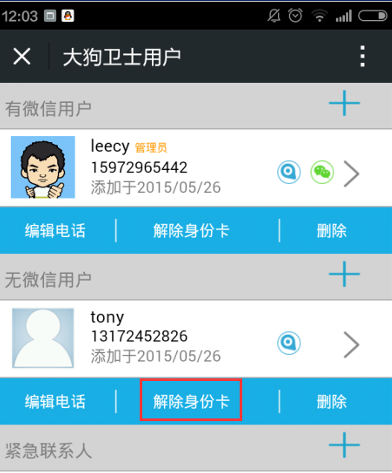 12:03
大狗卫士用户
有微信用户
leecy 管理员
15972965442
添加于2015/05/26
编辑电话 解除身份卡 删除
无微信用户
tony
13172452826
添加于2015/05/26
编辑电话 解除身份卡 删除
紧急联系人